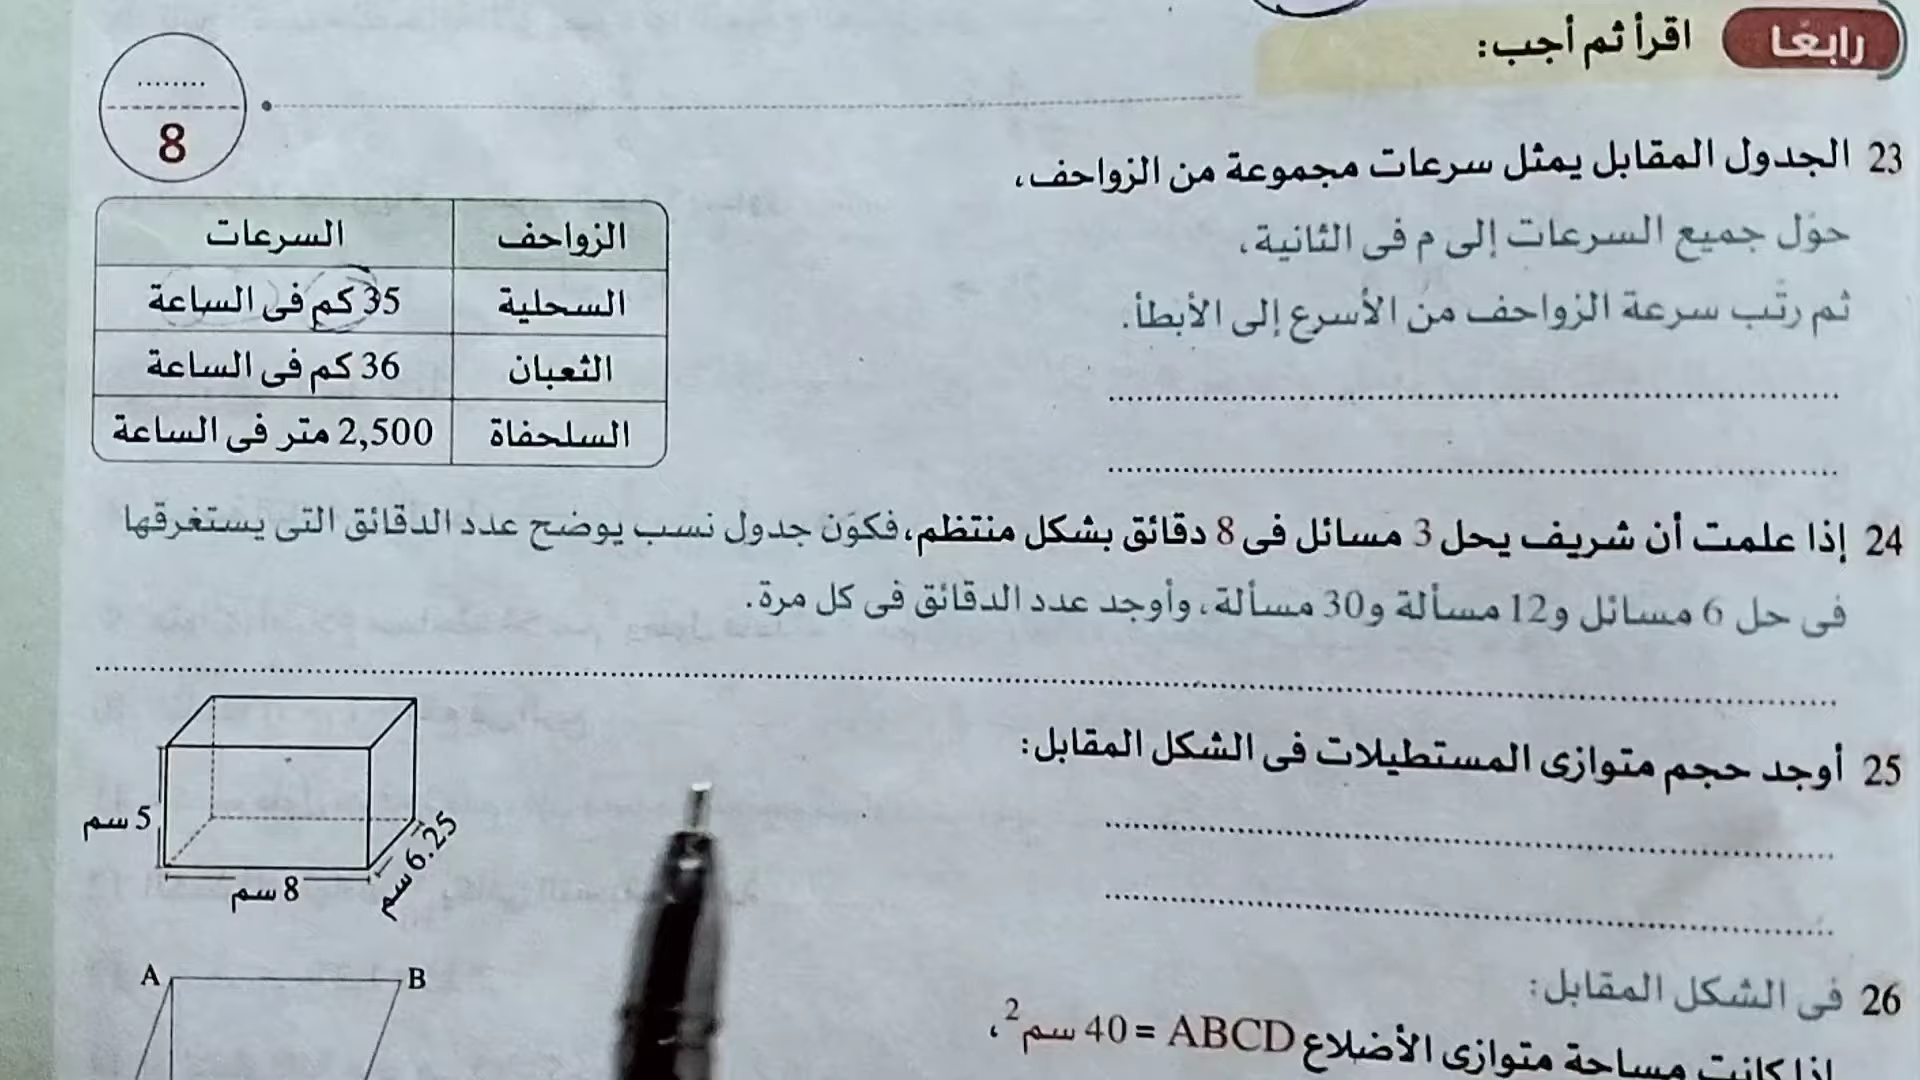 رابعًا اقرأ ثم أجب:
........
8
23 الجدول المقابل يمثل سرعات مجموعة من الزواحف،
حوّل جميع السرعات إلى م فى الثانية،
ثم رتّب سرعة الزواحف من الأسرع إلى الأبطأ.
الزواحف السرعات
السحلية 35 كم فى الساعة
الثعبان 36 كم فى الساعة
السلحفاة 2,500 متر فى الساعة
24 إذا علمت أن شريف يحل 3 مسائل فى 8 دقائق بشكل منتظم، فكوّن جدول نسب يوضح عدد الدقائق التى يستغرقها
فى حل 6 مسائل و12 مسألة و30 مسألة، وأوجد عدد الدقائق فى كل مرة.
25 أوجد حجم متوازى المستطيلات فى الشكل المقابل:
5 سم
8 سم
6.25 سم
26 فى الشكل المقابل:
إذا كانت مساحة متوازى الأضلاع ABCD = 40 سم²،
A B